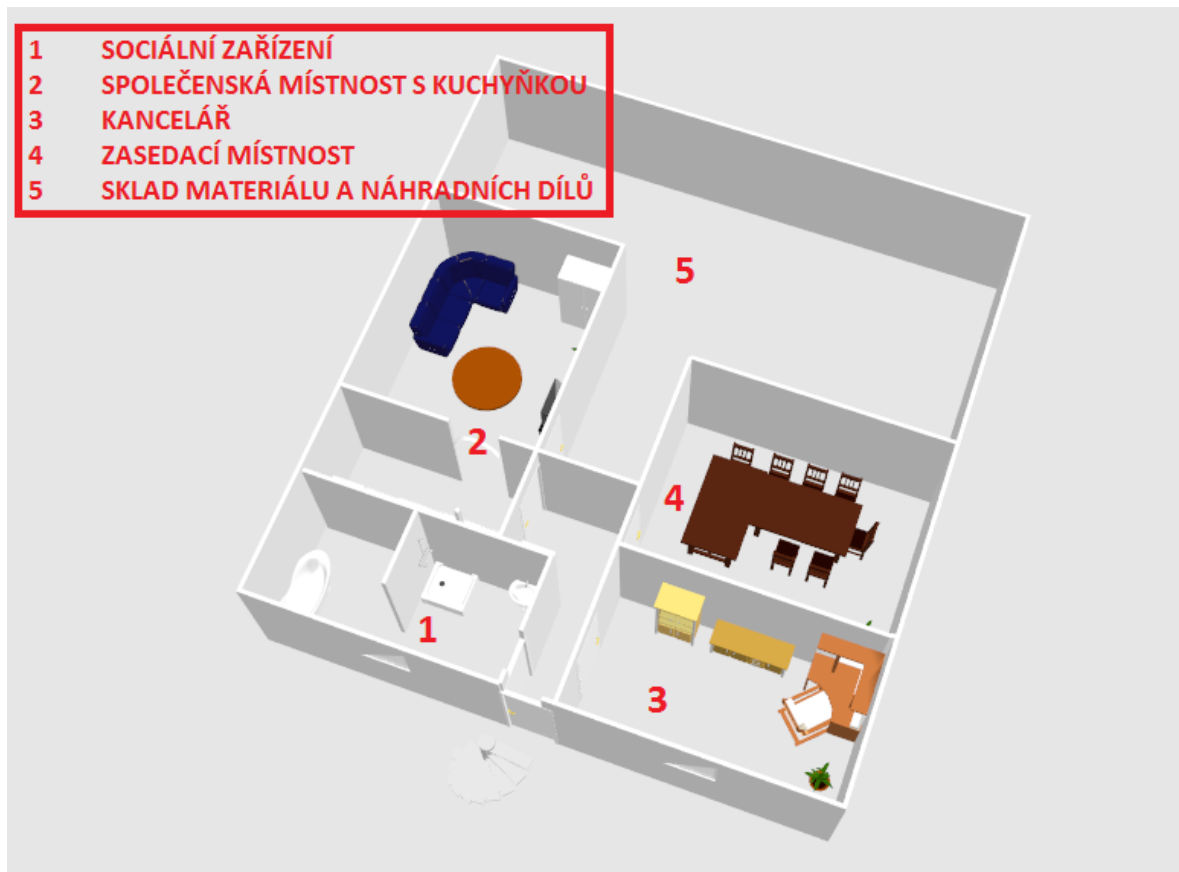 1 SOCIÁLNÍ ZAŘÍZENÍ
2 SPOLEČENSKÁ MÍSTNOST S KUCHYŇKOU
3 KANCELÁŘ
4 ZASEDACÍ MÍSTNOST
5 SKLAD MATERIÁLU A NÁHRADNÍCH DÍLŮ
5
2
4
1
3